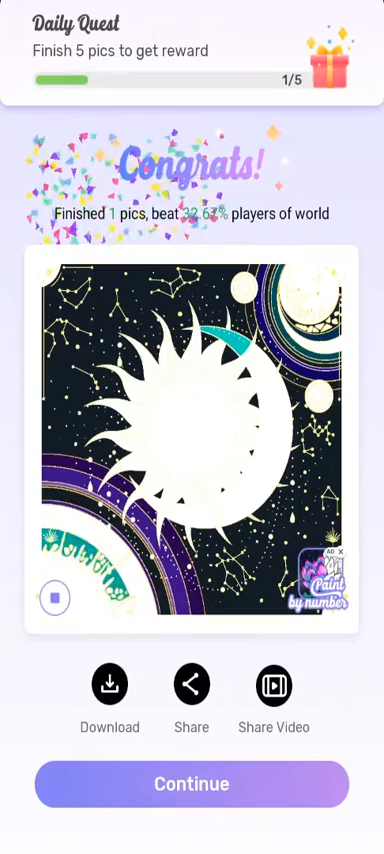 Daily Quest
Finish 5 pics to get reward
1/5
Congrats!
Finished 1 pics, beat 32.67% players of world
AD
Paint
by number
Download
Share
Share Video
Continue